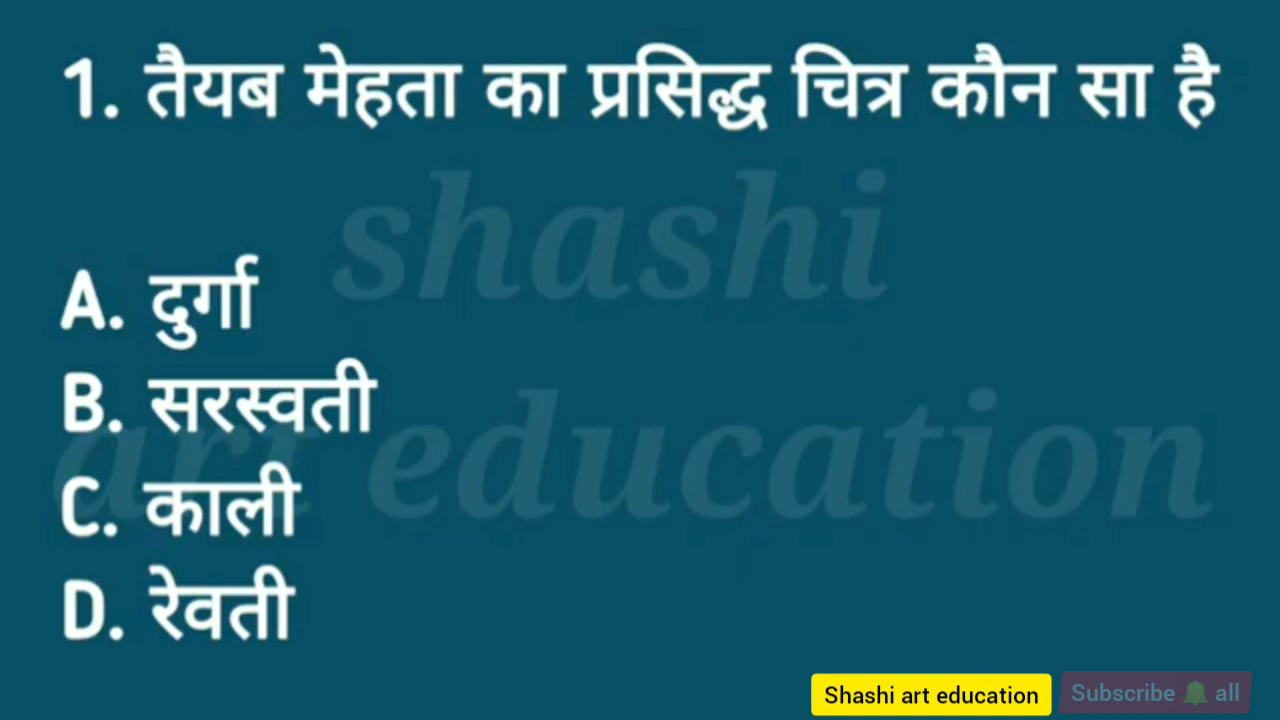 1. तैयब मेहता का प्रसिद्ध चित्र कौन सा है
shashi
A. दुर्गा
B. सरस्वती
art education
C. काली
D. रेवती
Shashi art education
Subscribe 🔔 all